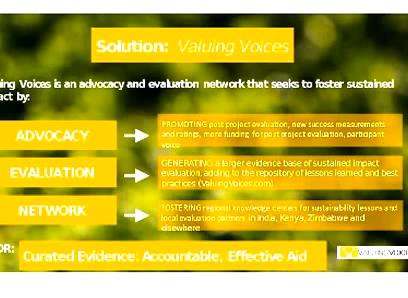 Solution: Valuing Voices
ing Voices is an advocacy and evaluation network that seeks to foster sustained
act by:
ADVOCACY
PROMOTING post project evaluation, new success measurements
and ratings, more funding for post project evaluation, participant
voice
EVALUATION
GENERATING a larger evidence base of sustained impact
evaluation, adding to the repository of lessons learned and best
practices (ValuingVoices.com)
NETWORK
FOSTERING regional knowledge centers for sustainability lessons and
local evaluation partners in India, Kenya, Zimbabwe and
elsewhere
OR:
Curated Evidence: Accountable, Effective Aid
VALUINGVOICE